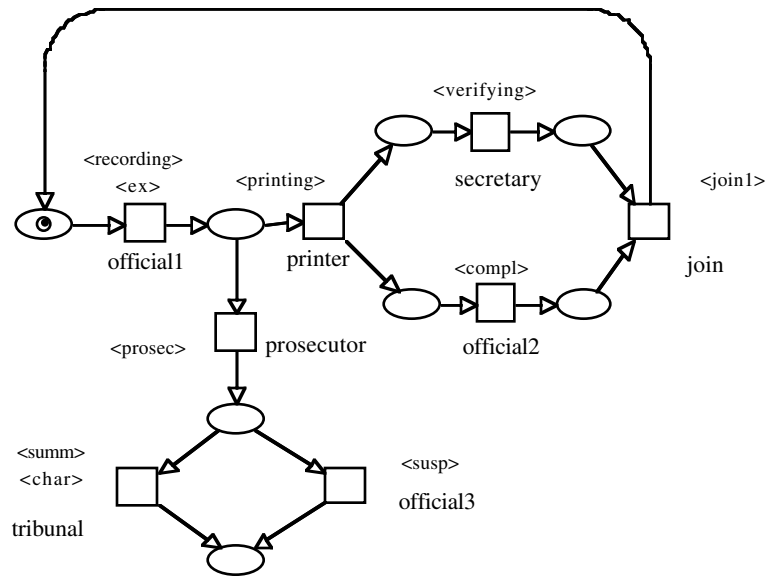 <verifying>
<recording>
<ex>
<printing>
secretary
<join1>
official1
printer
<compl>
join
<prosec>
prosecutor
official2
<summ>
<char>
<susp>
official3
tribunal